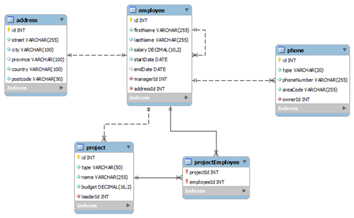 address
id INT
street VARCHAR(255)
city VARCHAR(100)
province VARCHAR(100)
country VARCHAR(100)
postcode VARCHAR(50)
Indexes
employee
id INT
firstName VARCHAR(255)
lastName VARCHAR(255)
salary DECIMAL(10,2)
startDate DATE
endDate DATE
managerId INT
addressId INT
Indexes
phone
id INT
type VARCHAR(20)
phoneNumber VARCHAR(255)
areaCode VARCHAR(255)
ownerId INT
Indexes
project
id INT
type VARCHAR(50)
name VARCHAR(255)
budget DECIMAL(16,2)
headerId INT
Indexes
projectEmployee
projectId INT
employeeId INT
Indexes